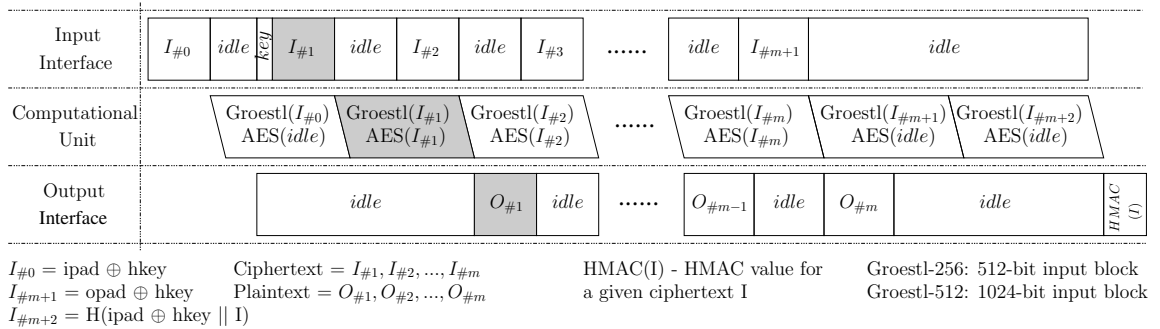 Input
Interface
I#0
idle
key
I#1
idle
I#2
idle
I#3
......
idle
I#m+1
idle
Computational
Unit
Groestl(I#0)
AES(idle)
Groestl(I#1)
AES(I#1)
Groestl(I#2)
AES(I#2)
......
Groestl(I#m)
AES(I#m)
Groestl(I#m+1)
AES(idle)
Groestl(I#m+2)
AES(idle)
Output
Interface
idle
O#1
idle
......
O#m−1
idle
O#m
idle
HMAC
(I)
I#0 = ipad ⊕ hkey
I#m+1 = opad ⊕ hkey
I#m+2 = H(ipad ⊕ hkey || I)
Ciphertext = I#1, I#2, ..., I#m
Plaintext = O#1, O#2, ..., O#m
HMAC(I) - HMAC value for
a given ciphertext I
Groestl-256: 512-bit input block
Groestl-512: 1024-bit input block